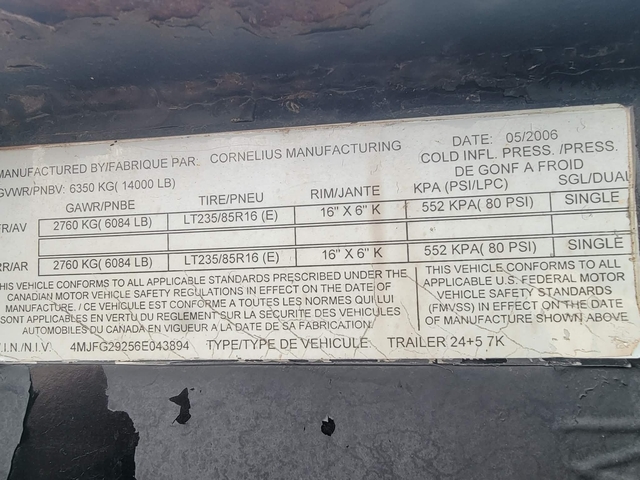 MANUFACTURED BY/FABRIQUE PAR: CORNELIUS MANUFACTURING DATE: 05/2006
GVWR/PNBV: 6350 KG( 14000 LB) COLD INFL. PRESS. /PRESS.
DE GONF A FROID
GAWR/PNBE TIRE/PNEU RIM/JANTE KPA (PSI/LPC) SGL/DUAL
FR/AV 2760 KG( 6084 LB) LT235/85R16 (E) 16" X 6" K 552 KPA( 80 PSI) SINGLE
RR/AR 2760 KG( 6084 LB) LT235/85R16 (E) 16" X 6" K 552 KPA( 80 PSI) SINGLE
THIS VEHICLE CONFORMS TO ALL APPLICABLE STANDARDS PRESCRIBED UNDER THE
CANADIAN MOTOR VEHICLE SAFETY REGULATIONS IN EFFECT ON THE DATE OF
MANUFACTURE. / CE VEHICULE EST CONFORME A TOUTES LES NORMES QUI LUI
SONT APPLICABLES EN VERTU DU REGLEMENT SUR LA SECURITE DES VEHICULES
AUTOMOBILES DU CANADA EN VIGUEUR A LA DATE DE SA FABRICATION.
THIS VEHICLE CONFORMS TO ALL
APPLICABLE U.S. FEDERAL MOTOR
VEHICLE SAFETY STANDARDS
(FMVSS) IN EFFECT ON THE DATE
OF MANUFACTURE SHOWN ABOVE
V.I.N./N.I.V. 4MJFG29256E043894 TYPE/TYPE DE VEHICULE TRAILER 24+5 7K